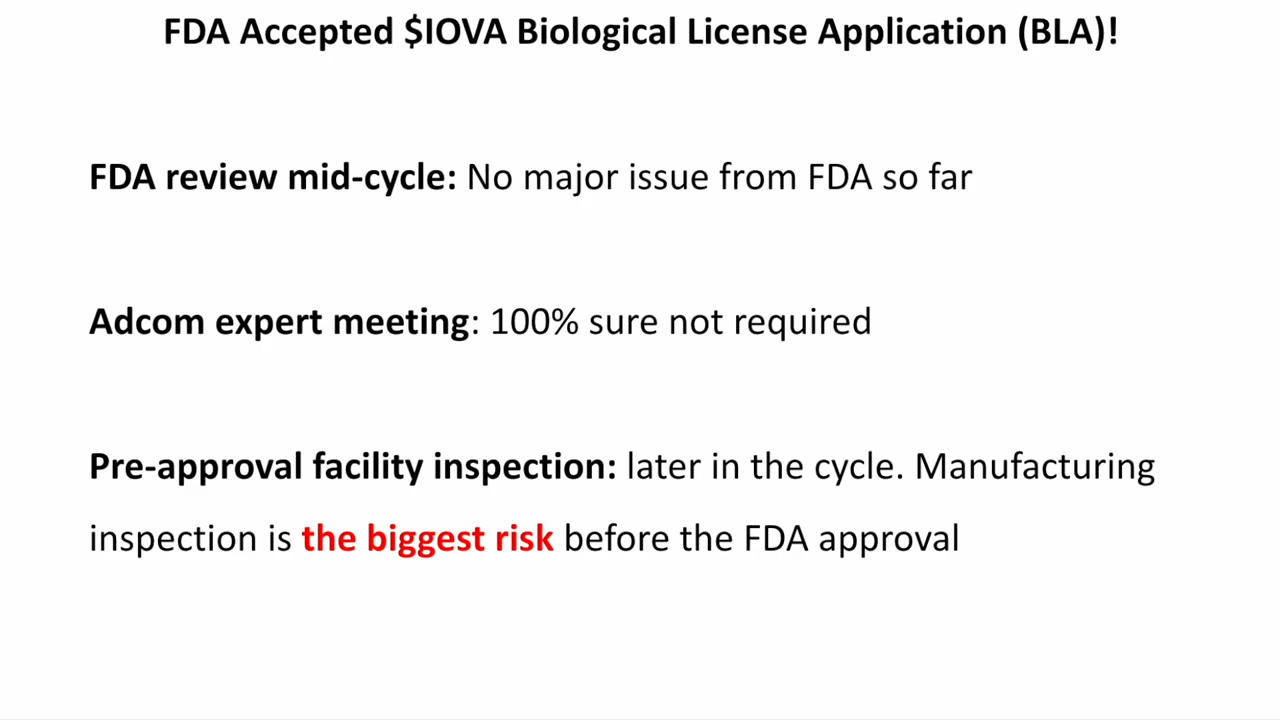 FDA Accepted $IOVA Biological License Application (BLA)!
FDA review mid-cycle: No major issue from FDA so far
Adcom expert meeting: 100% sure not required
Pre-approval facility inspection: later in the cycle. Manufacturing
inspection is the biggest risk before the FDA approval